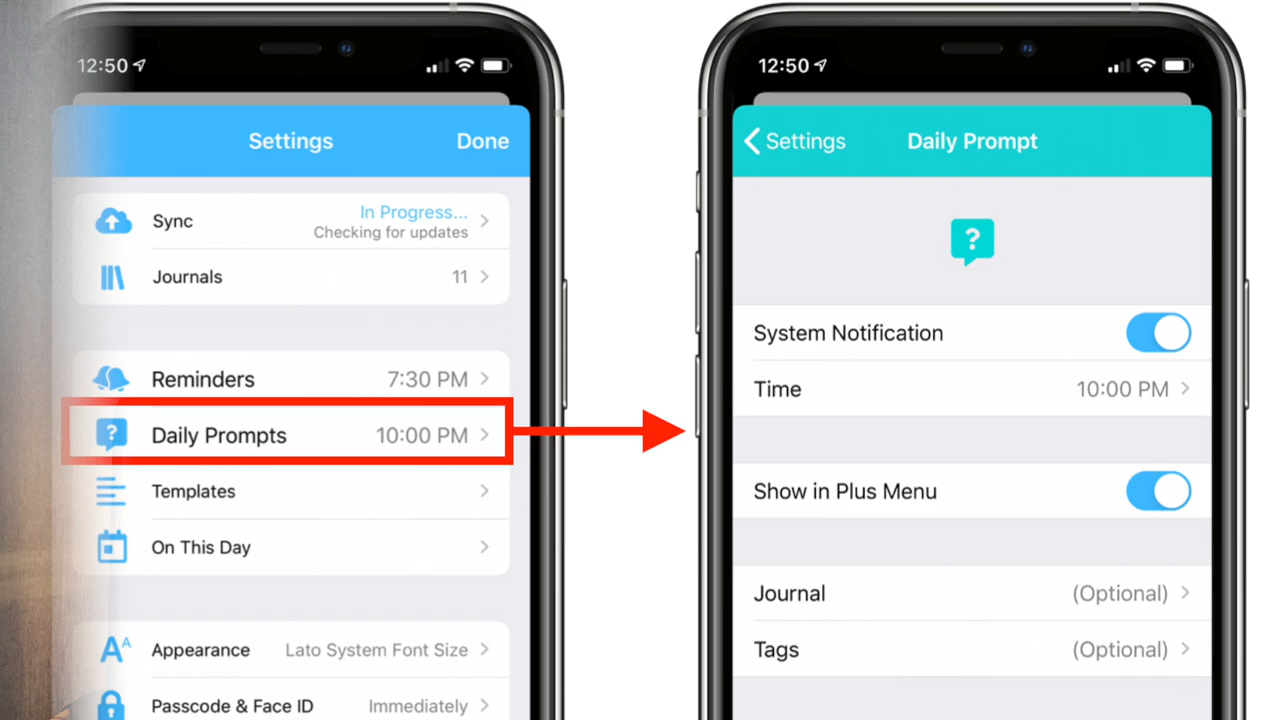 12:50
Settings
Done
Sync
In Progress...
Checking for updates
Journals
11
Reminders
7:30 PM
?
Daily Prompts
10:00 PM
Templates
On This Day
AA
Appearance
Lato System Font Size
Passcode & Face ID
Immediately
12:50
Settings
Daily Prompt
?
System Notification
Time
10:00 PM
Show in Plus Menu
Journal
(Optional)
Tags
(Optional)